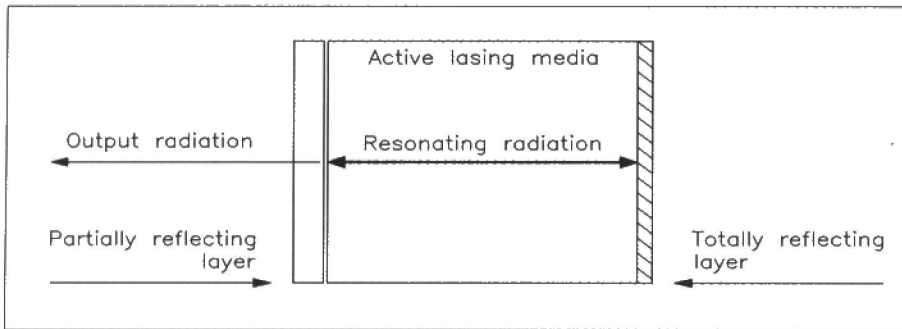 Active lasing media
Output radiation
Resonating radiation
Partially reflecting
layer
Totally reflecting
layer